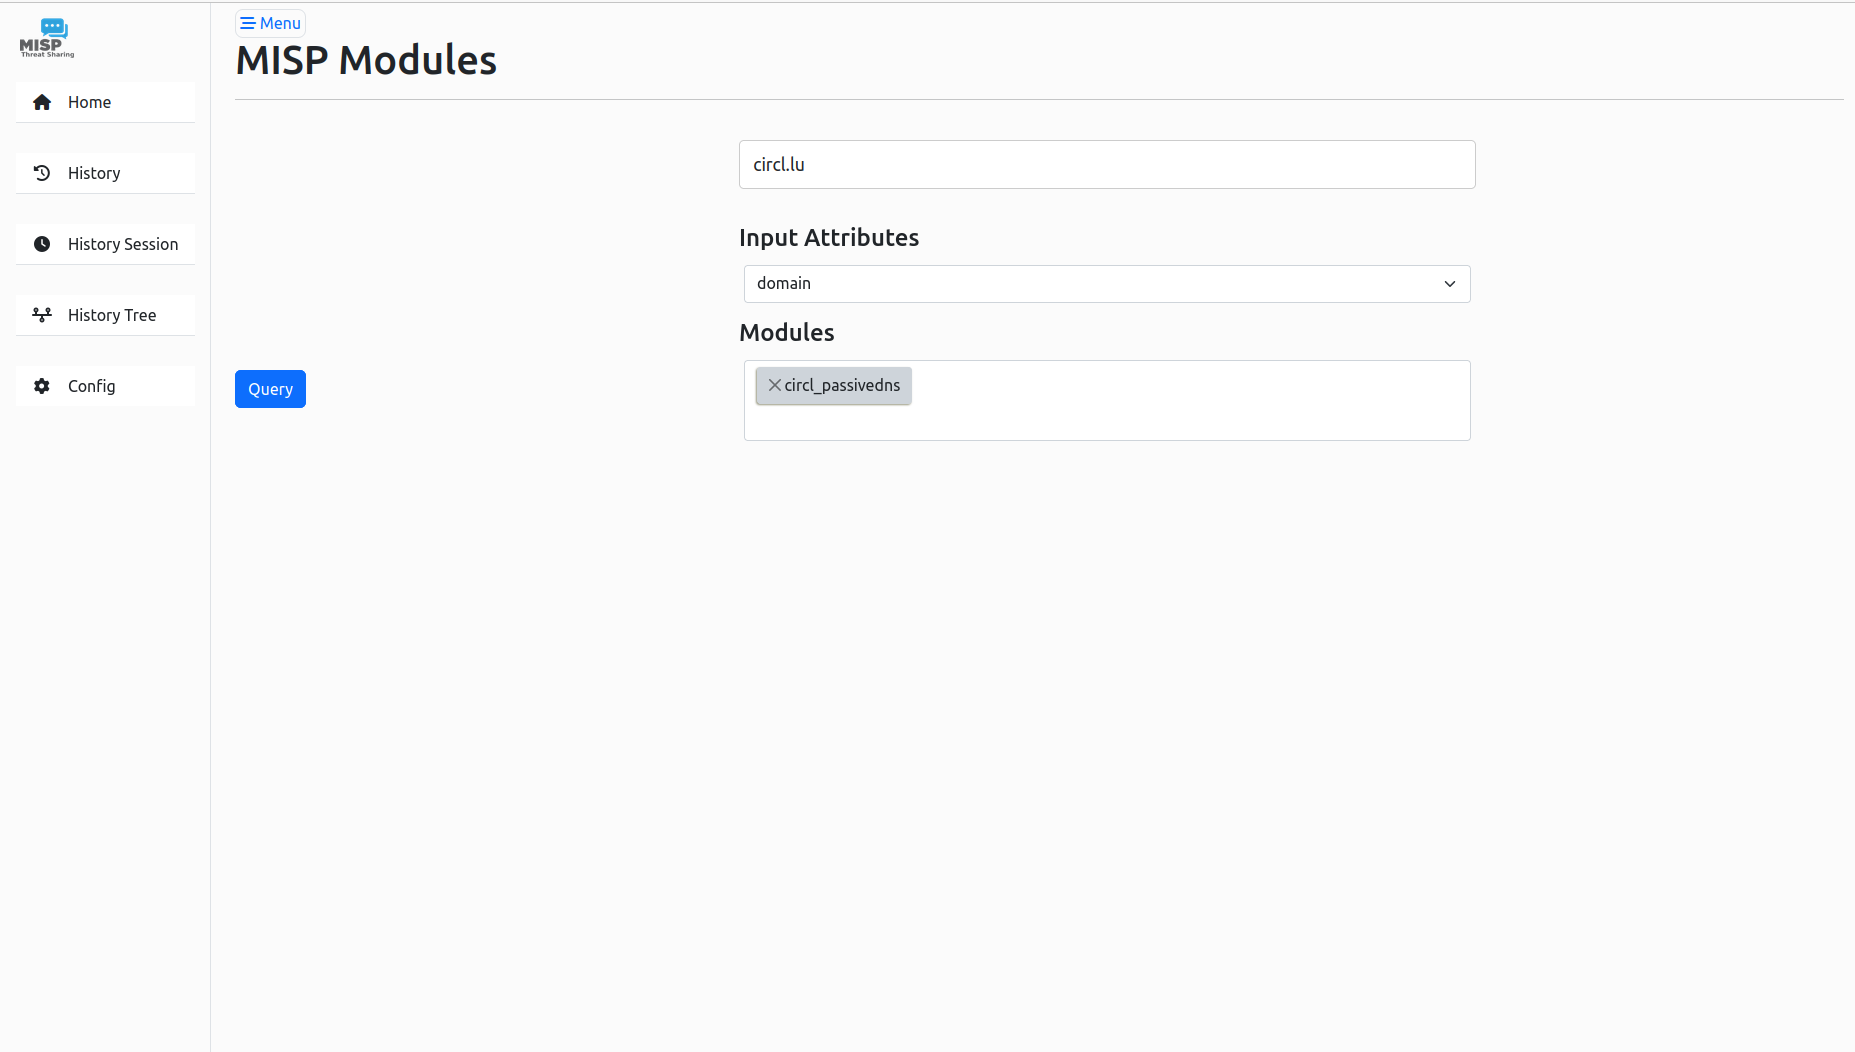 MISP
Threat Sharing
Home
History
History Session
History Tree
Config
Menu
MISP Modules
circl.lu
Input Attributes
domain
Modules
circl_passivedns
Query